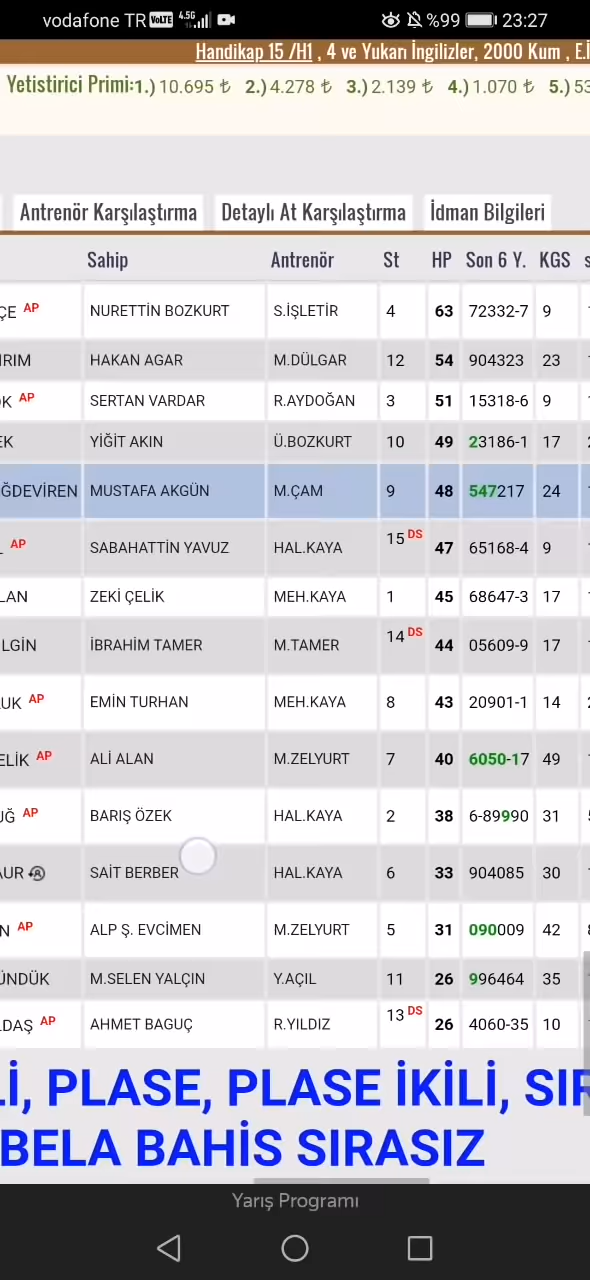 vodafone TR VoLTE 4.5G %99 23:27
Handikap 15 /H1 , 4 ve Yukarı İngilizler, 2000 Kum , E.İ
Yetistirici Primi:1.) 10.695 ₺ 2.) 4.278 ₺ 3.) 2.139 ₺ 4.) 1.070 ₺ 5.) 53
Antrenör Karşılaştırma Detaylı At Karşılaştırma İdman Bilgileri
Sahip Antrenör St HP Son 6 Y. KGS s
ÇE AP NURETTİN BOZKURT S.İŞLETİR 4 63 72332-7 9
IRIM HAKAN AGAR M.DÜLGAR 12 54 904323 23
OK AP SERTAN VARDAR R.AYDOĞAN 3 51 15318-6 9
EK YİĞİT AKIN Ü.BOZKURT 10 49 23186-1 17
ĞDEVİREN MUSTAFA AKGÜN M.ÇAM 9 48 547217 24
AP SABAHATTİN YAVUZ HAL.KAYA 15 DS 47 65168-4 9
LAN ZEKİ ÇELİK MEH.KAYA 1 45 68647-3 17
LGİN İBRAHİM TAMER M.TAMER 14 DS 44 05609-9 17
UK AP EMİN TURHAN MEH.KAYA 8 43 20901-1 14
ELİK AP ALİ ALAN M.ZELYURT 7 40 6050-17 49
UĞ AP BARIŞ ÖZEK HAL.KAYA 2 38 6-89990 31
AUR SAİT BERBER HAL.KAYA 6 33 904085 30
N AP ALP Ş. EVCİMEN M.ZELYURT 5 31 090009 42
ÜNDÜK M.SELEN YALÇIN Y.AÇIL 11 26 996464 35
LDAŞ AP AHMET BAGUÇ R.YILDIZ 13 DS 26 4060-35 10
Lİ, PLASE, PLASE İKİLİ, SIR
BELA BAHİS SIRASIZ
Yarış Programı